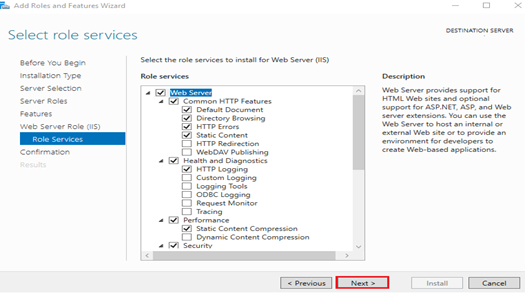 Add Roles and Features Wizard
Select role services
DESTINATION SERVER
Before You Begin
Installation Type
Server Selection
Server Roles
Features
Web Server Role (IIS)
Role Services
Confirmation
Results
Select the role services to install for Web Server (IIS)
Role services
Web Server
Common HTTP Features
Default Document
Directory Browsing
HTTP Errors
Static Content
HTTP Redirection
WebDAV Publishing
Health and Diagnostics
HTTP Logging
Custom Logging
Logging Tools
ODBC Logging
Request Monitor
Tracing
Performance
Static Content Compression
Dynamic Content Compression
Security
Description
Web Server provides support for
HTML Web sites and optional
support for ASP.NET, ASP, and Web
server extensions. You can use the
Web Server to host an internal or
external Web site or to provide an
environment for developers to
create Web-based applications.
< Previous
Next >
Install
Cancel